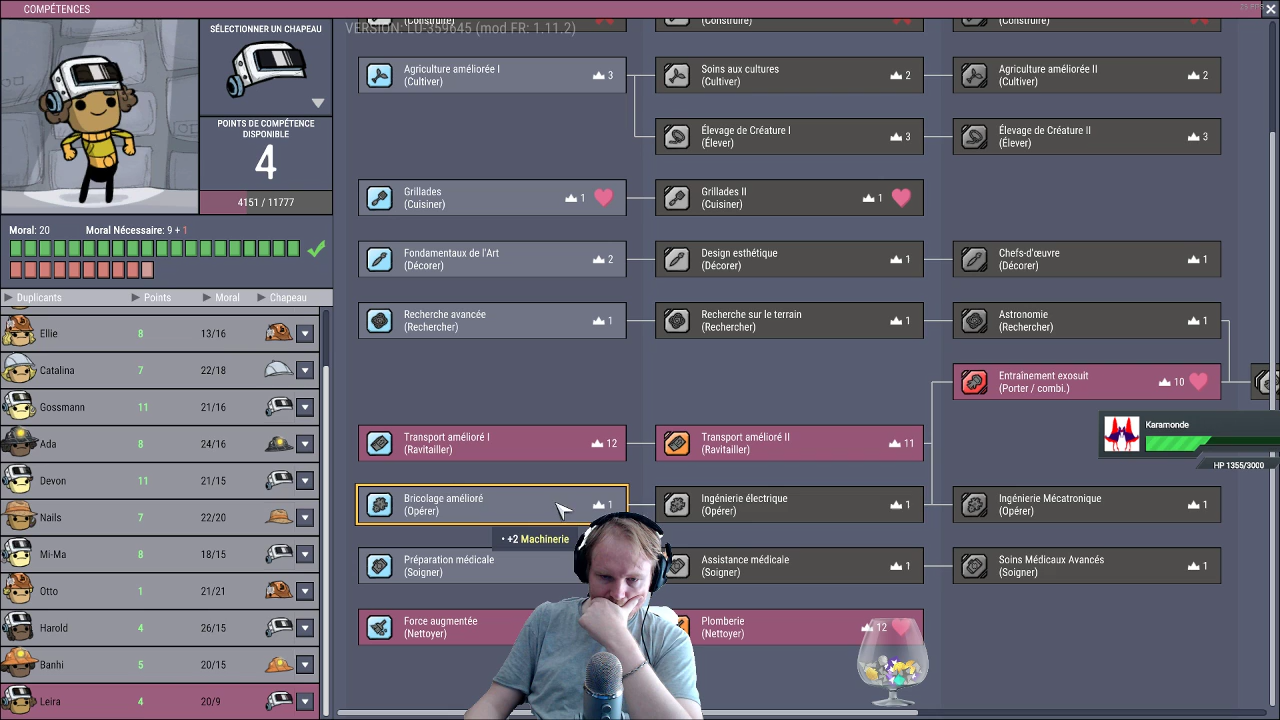 COMPÉTENCES
SÉLECTIONNER UN CHAPEAU
POINTS DE COMPÉTENCE
DISPONIBLE
4
4151 / 11777
Moral: 20
Moral Nécessaire: 9 + 1
Duplicants Points Moral Chapeau
Ellie 8 13/16
Catalina 7 22/18
Gossmann 11 21/16
Ada 8 24/16
Devon 11 21/15
Nails 7 22/20
Mi-Ma 8 18/15
Otto 1 21/21
Harold 4 26/15
Banhi 5 20/15
Leira 4 20/9
VERSION: LU-359645 (mod FR: 1.11.2)
(Construire) (Construire) (Construire)
Agriculture améliorée I
(Cultiver)
3
Soins aux cultures
(Cultiver)
2
Agriculture améliorée II
(Cultiver)
2
Élevage de Créature I
(Élever)
3
Élevage de Créature II
(Élever)
3
Grillades
(Cuisiner)
1
Grillades II
(Cuisiner)
1
Fondamentaux de l'Art
(Décorer)
2
Design esthétique
(Décorer)
1
Chefs-d'œuvre
(Décorer)
1
Recherche avancée
(Rechercher)
1
Recherche sur le terrain
(Rechercher)
1
Astronomie
(Rechercher)
1
Entraînement exosuit
(Porter / combi.)
10
Karamonde
HP 1355/3000
Transport amélioré I
(Ravitailler)
12
Transport amélioré II
(Ravitailler)
11
Bricolage amélioré
(Opérer)
1
Ingénierie électrique
(Opérer)
1
Ingénierie Mécatronique
(Opérer)
1
• +2 Machinerie
Préparation médicale
(Soigner)
Assistance médicale
(Soigner)
1
Soins Médicaux Avancés
(Soigner)
1
Force augmentée
(Nettoyer)
Plomberie
(Nettoyer)
12